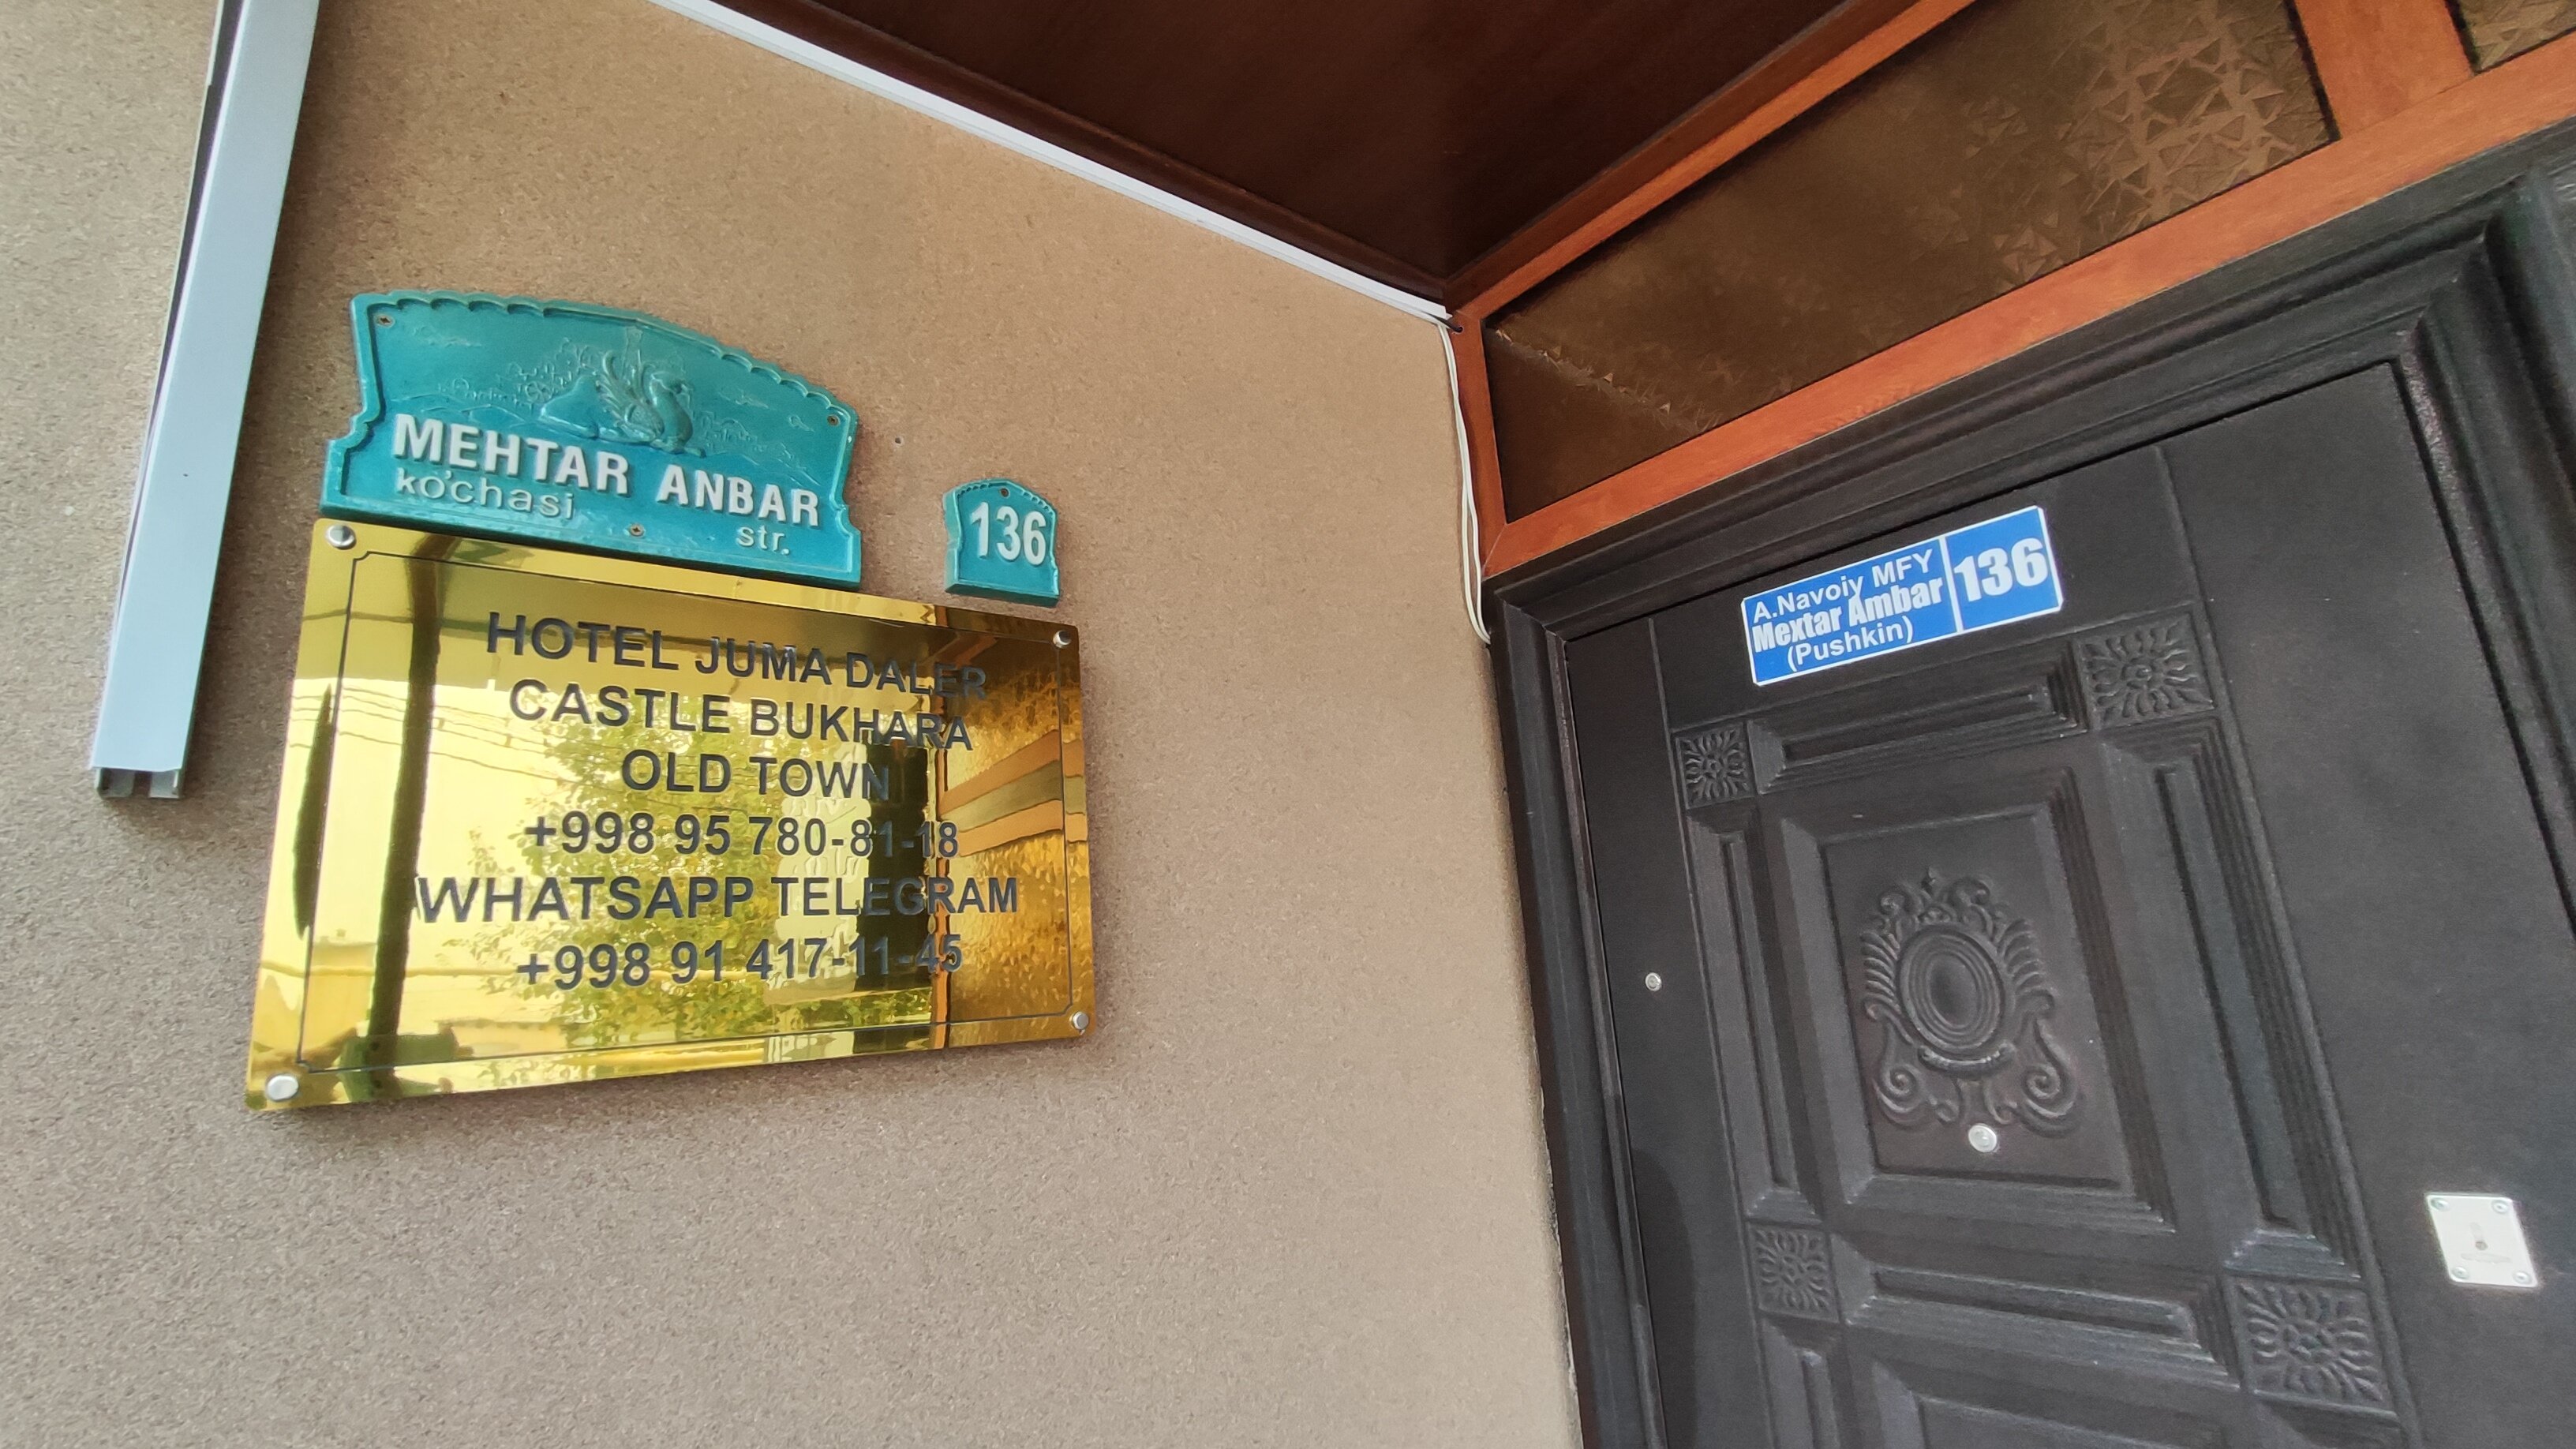 MEHTAR ANBAR
ko'chasi
str.
136
HOTEL JUMA DALER
CASTLE BUKHARA
OLD TOWN
+998 95 780-81-18
WHATSAPP TELEGRAM
+998 91 417-11-45
A.Navoiy MFY
Mextar Ambar
(Pushkin)
136